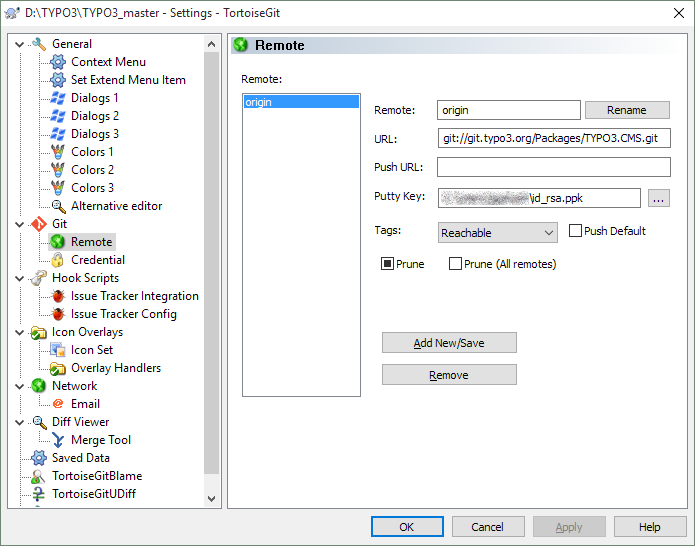 D:\TYPO3\TYPO3_master - Settings - TortoiseGit
General
Context Menu
Set Extend Menu Item
Dialogs 1
Dialogs 2
Dialogs 3
Colors 1
Colors 2
Colors 3
Alternative editor
Git
Remote
Credential
Hook Scripts
Issue Tracker Integration
Issue Tracker Config
Icon Overlays
Icon Set
Overlay Handlers
Network
Email
Diff Viewer
Merge Tool
Saved Data
TortoiseGitBlame
TortoiseGitUDiff
Remote
Remote:
origin
Remote: origin Rename
URL: git://git.typo3.org/Packages/TYPO3.CMS.git
Push URL:
Putty Key: \id_rsa.ppk ...
Tags: Reachable Push Default
Prune Prune (All remotes)
Add New/Save
Remove
OK Cancel Apply Help